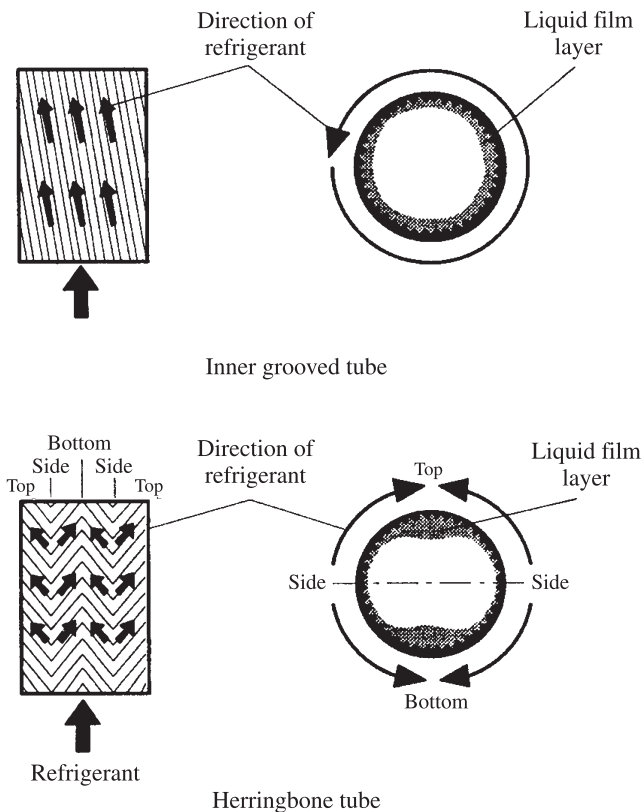 Direction of
refrigerant
Liquid film
layer
Inner grooved tube
Bottom
Side Side
Top Top
Direction of
refrigerant
Top
Liquid film
layer
Side Side
Bottom
Refrigerant
Herringbone tube